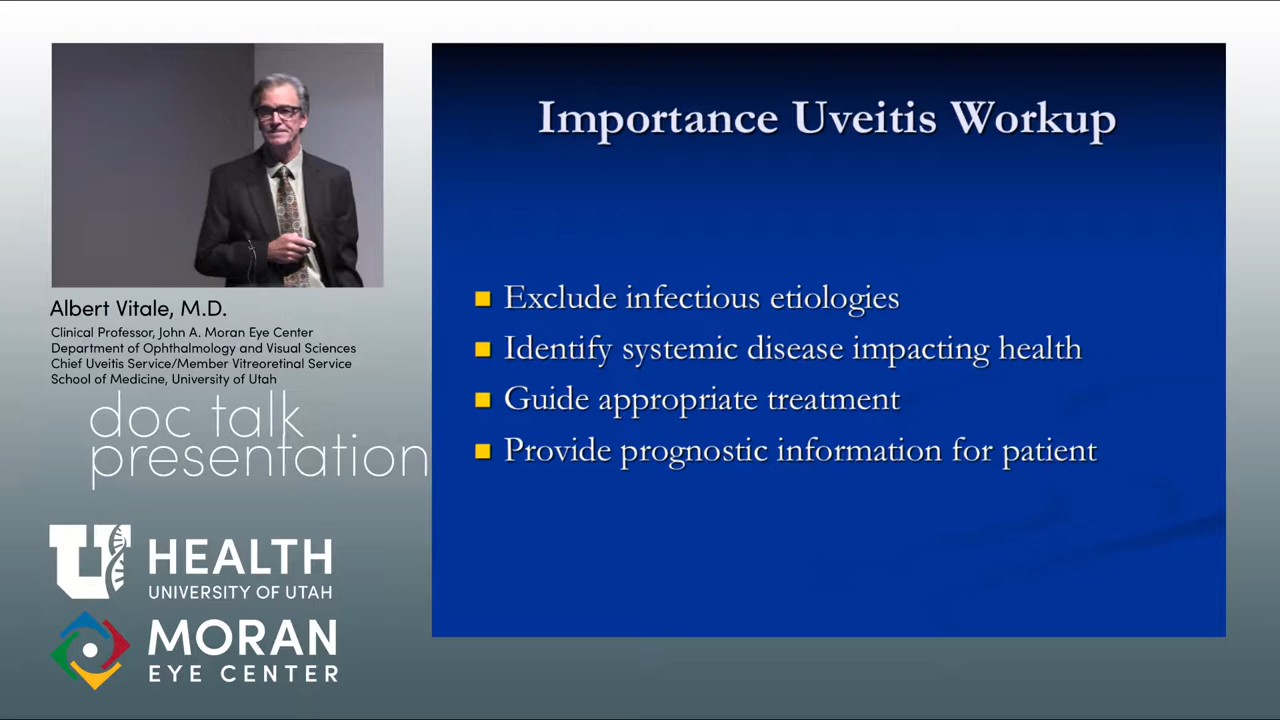 Importance Uveitis Workup
Exclude infectious etiologies
Identify systemic disease impacting health
Guide appropriate treatment
Provide prognostic information for patient
Albert Vitale, M.D.
Clinical Professor, John A. Moran Eye Center
Department of Ophthalmology and Visual Sciences
Chief Uveitis Service/Member Vitreoretinal Service
School of Medicine, University of Utah
doc talk
presentation
U HEALTH
UNIVERSITY OF UTAH
MORAN
EYE CENTER